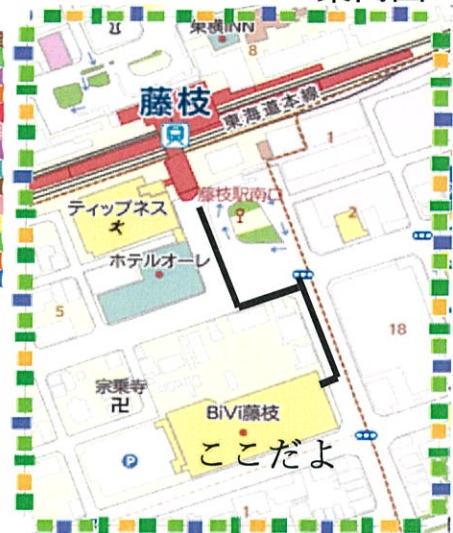 東横INN
8
藤枝
東海道本線
1
藤枝駅南口
2
ティップネス
ホテルオーレ
5
18
宗乗寺
卍
BiVi藤枝
P
ここだよ
1